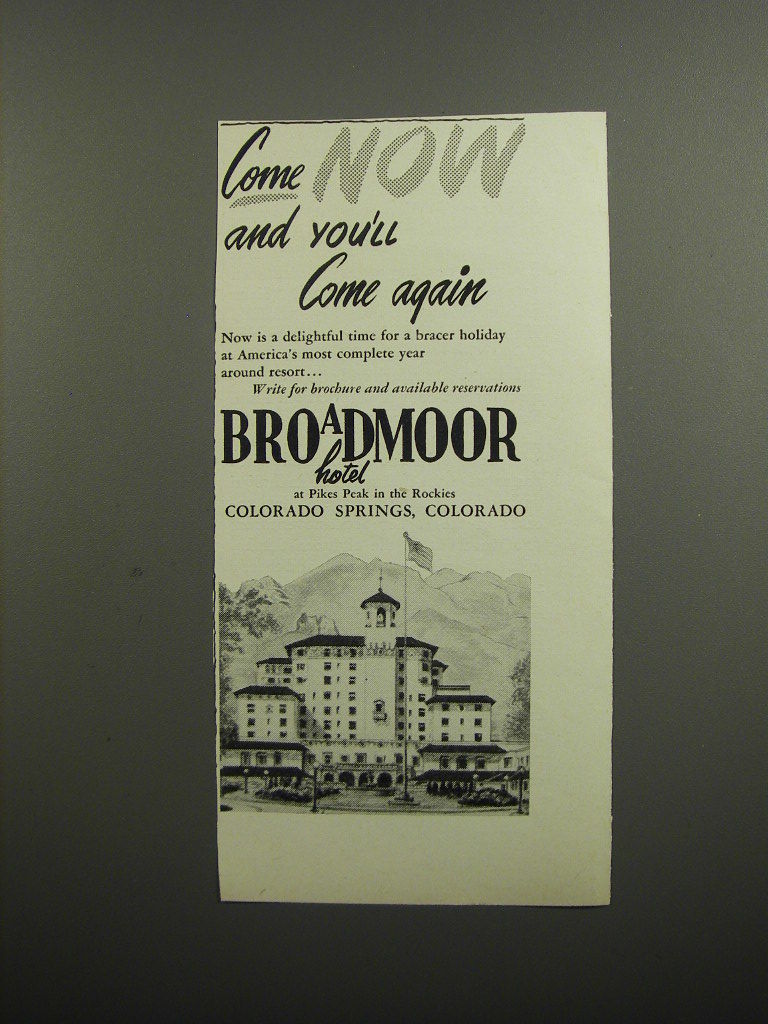 Come NOW
and you'll
Come again
Now is a delightful time for a bracer holiday
at America's most complete year
around resort...
Write for brochure and available reservations
BROADMOOR
hotel
at Pikes Peak in the Rockies
COLORADO SPRINGS, COLORADO